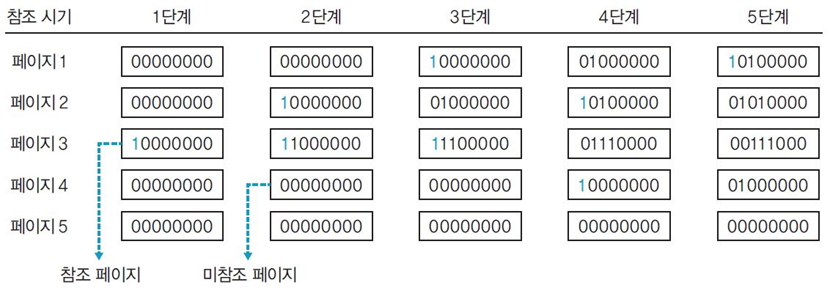 참조 시기 1단계 2단계 3단계 4단계 5단계
페이지 1 00000000 00000000 10000000 01000000 10100000
페이지 2 00000000 10000000 01000000 10100000 01010000
페이지 3 10000000 11000000 11100000 01110000 00111000
페이지 4 00000000 00000000 00000000 10000000 01000000
페이지 5 00000000 00000000 00000000 00000000 00000000
참조 페이지 미참조 페이지